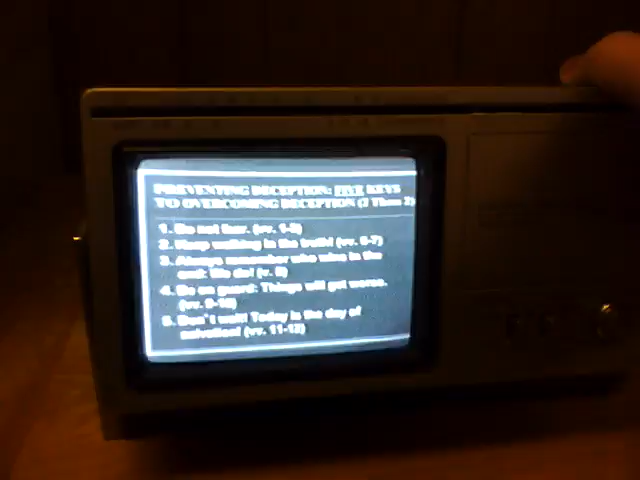 PREVENTING DECEPTION: FIVE KEYS
TO OVERCOMING DECEPTION (2 Thess 2)
1. Do not fear. (vv. 1-5)
2. Keep walking in the truth! (vv. 6-7)
3. Always remember who wins in the
end: We do! (v. 8)
4. Be on guard: Things will get worse.
(vv. 9-10)
5. Don't wait! Today is the day of
salvation! (vv. 11-12)